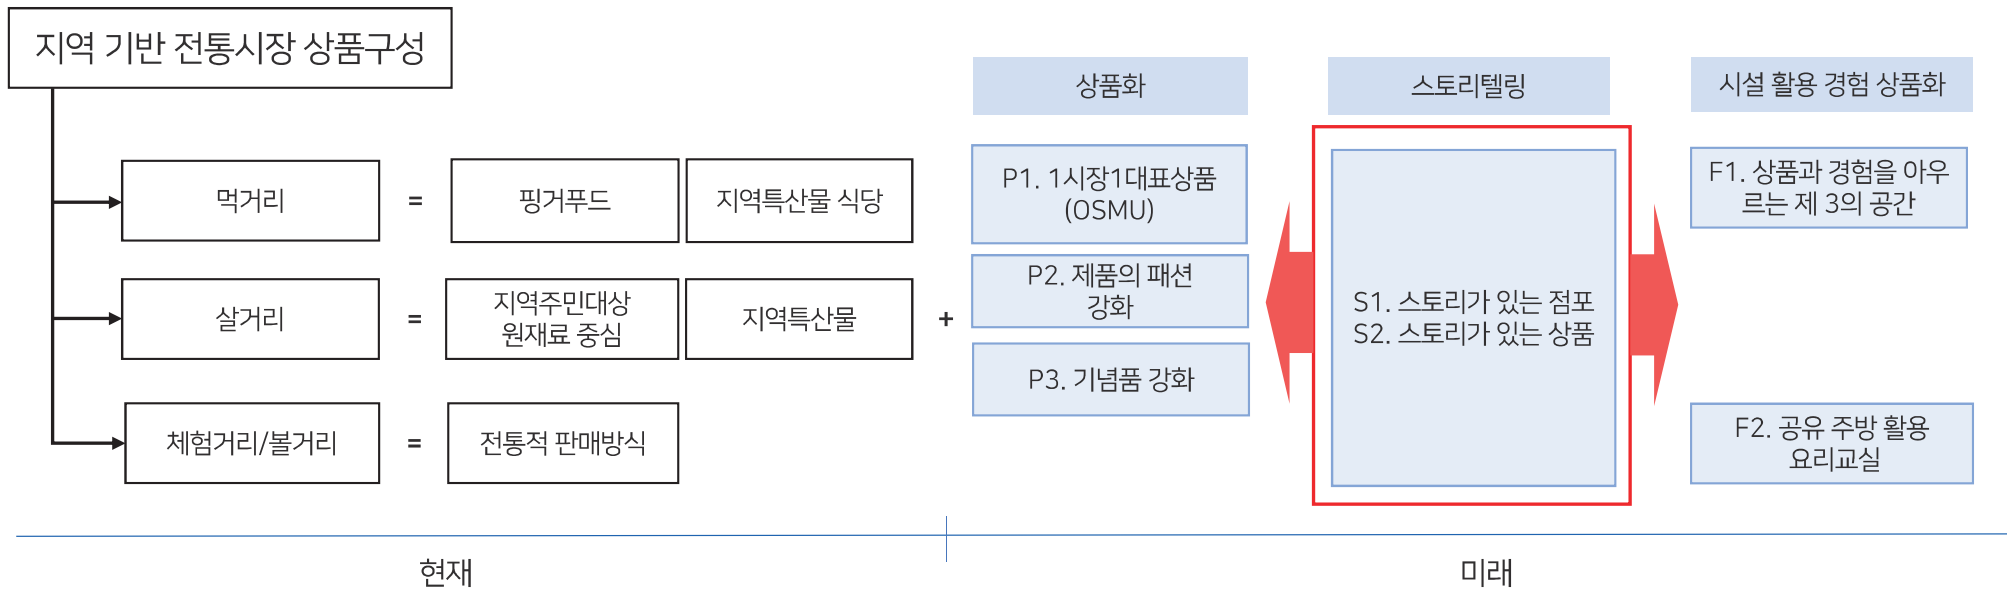 지역 기반 전통시장 상품구성
먹거리
=
핑거푸드
지역특산물 식당
살거리
=
지역주민대상
원재료 중심
지역특산물
체험거리/볼거리
=
전통적 판매방식
+
상품화
P1. 1시장1대표상품
(OSMU)
P2. 제품의 패션
강화
P3. 기념품 강화
스토리텔링
S1. 스토리가 있는 점포
S2. 스토리가 있는 상품
시설 활용 경험 상품화
F1. 상품과 경험을 아우
르는 제 3의 공간
F2. 공유 주방 활용
요리교실
현재
미래